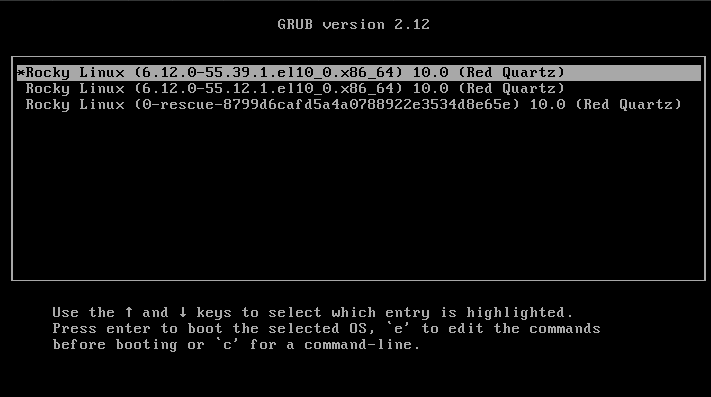 GRUB version 2.12
*Rocky Linux (6.12.0-55.39.1.el10_0.x86_64) 10.0 (Red Quartz)
Rocky Linux (6.12.0-55.12.1.el10_0.x86_64) 10.0 (Red Quartz)
Rocky Linux (0-rescue-8799d6cafd5a4a0788922e3534d8e65e) 10.0 (Red Quartz)
Use the ↑ and ↓ keys to select which entry is highlighted.
Press enter to boot the selected OS, `e' to edit the commands
before booting or `c' for a command-line.